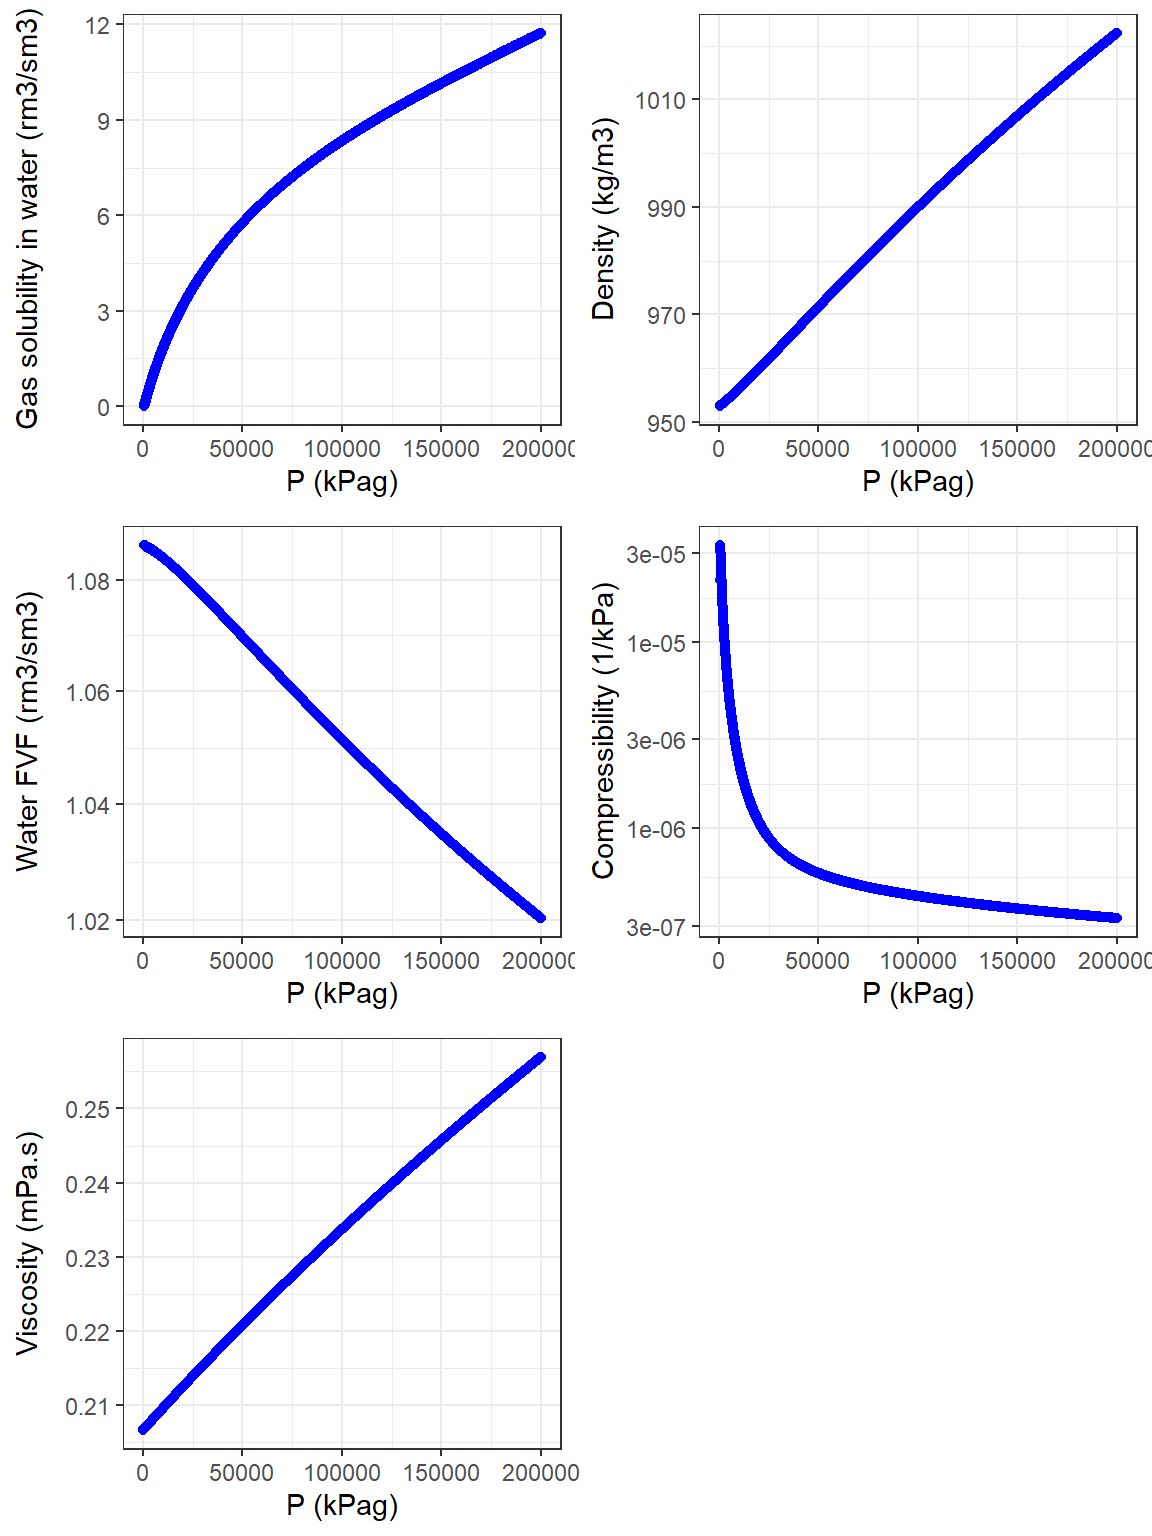 Gas solubility in water (rm3/sm3)
12
9
6
3
0
0 50000 100000 150000 200000
P (kPag)
Density (kg/m3)
1010
990
970
950
0 50000 100000 150000 200000
P (kPag)
Water FVF (rm3/sm3)
1.08
1.06
1.04
1.02
0 50000 100000 150000 200000
P (kPag)
Compressibility (1/kPa)
3e-05
1e-05
3e-06
1e-06
3e-07
0 50000 100000 150000 200000
P (kPag)
Viscosity (mPa.s)
0.25
0.24
0.23
0.22
0.21
0 50000 100000 150000 200000
P (kPag)